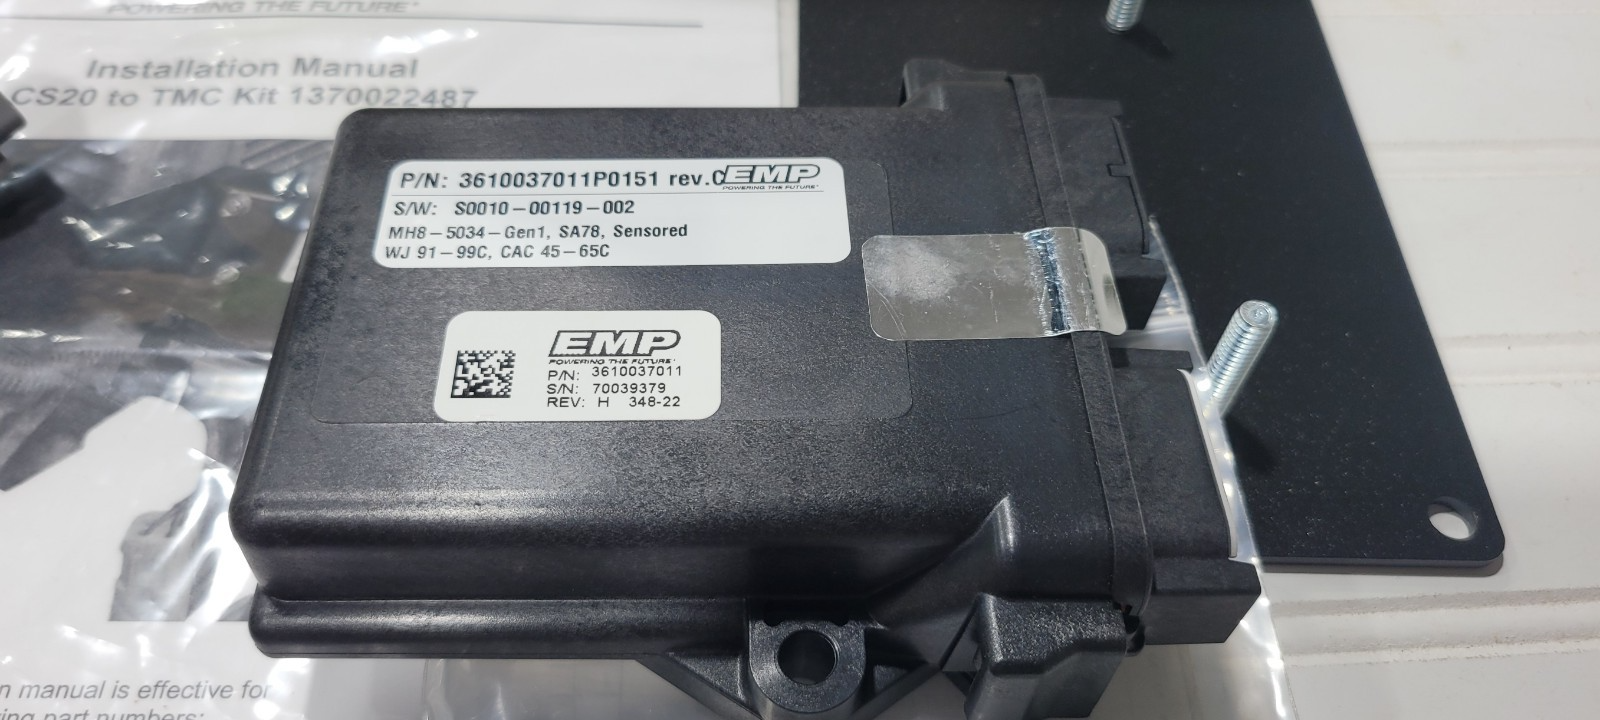 POWERING THE FUTURE
Installation Manual
CS20 to TMC Kit 1370022487
P/N: 3610037011P0151 rev.
EMP
POWERING THE FUTURE
S/W: S0010-00119-002
MH8-5034-Gen1, SA78, Sensored
WJ 91-99C, CAC 45-65C
EMP
POWERING THE FUTURE
P/N: 3610037011
S/N: 70039379
REV: H 348-22
manual is effective for
part numbers: